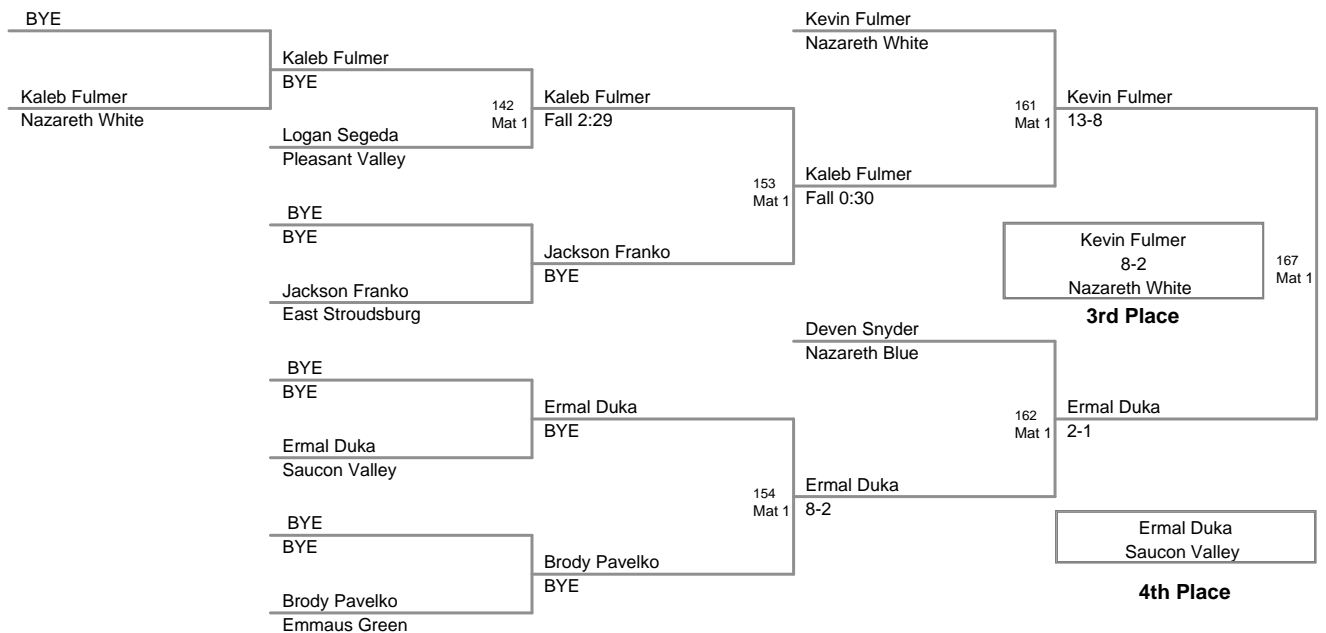 BYE
Kaleb Fulmer
Nazareth White
Kaleb Fulmer
BYE
Logan Segeda
Pleasant Valley
142
Mat 1
Kaleb Fulmer
Fall 2:29
BYE
BYE
Jackson Franko
East Stroudsburg
Jackson Franko
BYE
153
Mat 1
Kaleb Fulmer
Fall 0:30
Kevin Fulmer
Nazareth White
161
Mat 1
Kevin Fulmer
13-8
BYE
BYE
Ermal Duka
Saucon Valley
Ermal Duka
BYE
BYE
BYE
Brody Pavelko
Emmaus Green
Brody Pavelko
BYE
154
Mat 1
Ermal Duka
8-2
Deven Snyder
Nazareth Blue
162
Mat 1
Ermal Duka
2-1
167
Mat 1
Kevin Fulmer
8-2
Nazareth White
3rd Place
Ermal Duka
Saucon Valley
4th Place